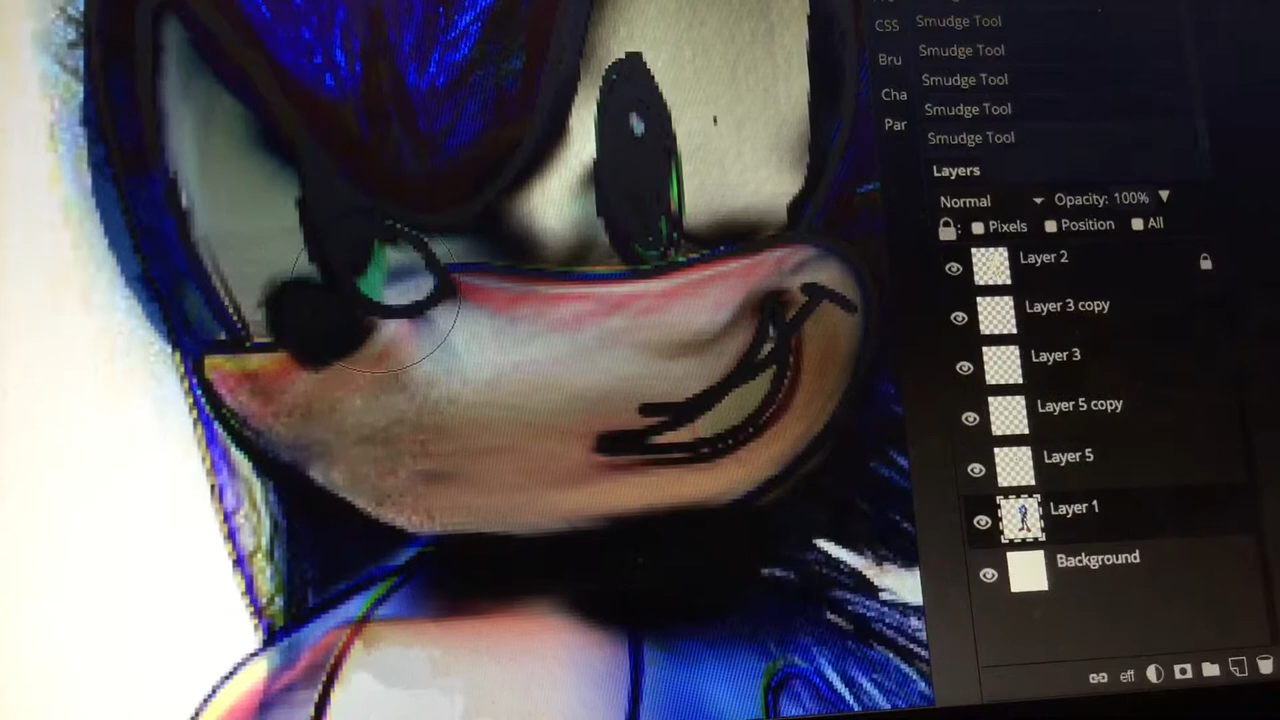 CSS Smudge Tool
Bru Smudge Tool
Smudge Tool
Cha Smudge Tool
Par Smudge Tool
Layers
Normal Opacity: 100%
Pixels Position All
Layer 2
Layer 3 copy
Layer 3
Layer 5 copy
Layer 5
Layer 1
Background
eff